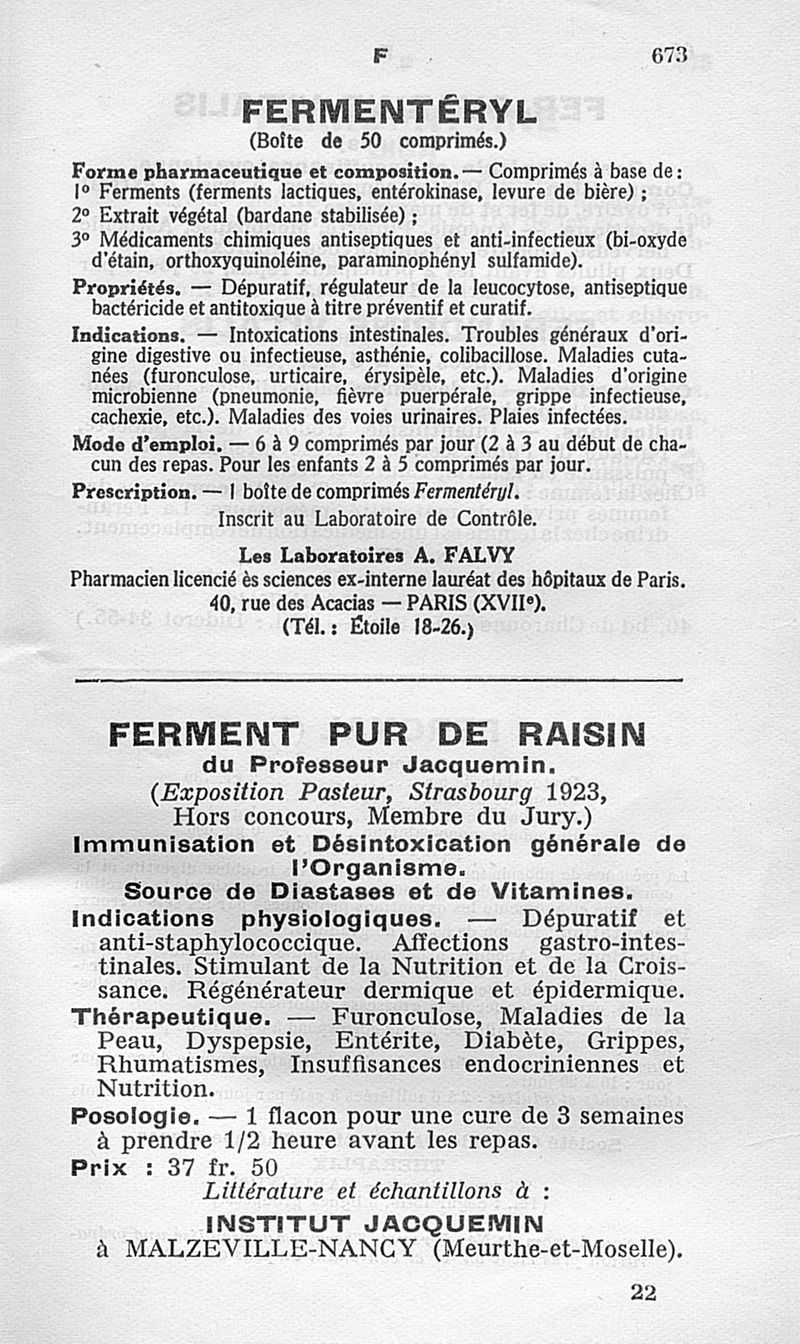 F
673
FERMENTÉRYL
(Boîte de 50 comprimés.)
Forme pharmaceutique et composition. — Comprimés à base de :
1º Ferments (ferments lactiques, entérokinase, levure de bière) ;
2º Extrait végétal (bardane stabilisée) ;
3º Médicaments chimiques antiseptiques et anti-infectieux (bi-oxyde
d'étain, orthoxyquinoléine, paraminophényl sulfamide).
Propriétés. — Dépuratif, régulateur de la leucocytose, antiseptique
bactéricide et antitoxique à titre préventif et curatif.
Indications. — Intoxications intestinales. Troubles généraux d'ori-
gine digestive ou infectieuse, asthénie, colibacillose. Maladies cuta-
nées (furonculose, urticaire, érysipèle, etc.). Maladies d'origine
microbienne (pneumonie, fièvre puerpérale, grippe infectieuse,
cachexie, etc.). Maladies des voies urinaires. Plaies infectées.
Mode d'emploi. — 6 à 9 comprimés par jour (2 à 3 au début de cha-
cun des repas. Pour les enfants 2 à 5 comprimés par jour.
Prescription. — 1 boîte de comprimés Fermentéryl.
Inscrit au Laboratoire de Contrôle.
Les Laboratoires A. FALVY
Pharmacien licencié ès sciences ex-interne lauréat des hôpitaux de Paris.
40, rue des Acacias — PARIS (XVIIe).
(Tél. : Étoile 18-26.)
FERMENT PUR DE RAISIN
du Professeur Jacquemin.
(Exposition Pasteur, Strasbourg 1923,
Hors concours, Membre du Jury.)
Immunisation et Désintoxication générale de
l'Organisme.
Source de Diastases et de Vitamines.
Indications physiologiques. — Dépuratif et
anti-staphylococcique. Affections gastro-intes-
tinales. Stimulant de la Nutrition et de la Crois-
sance. Régénérateur dermique et épidermique.
Thérapeutique. — Furonculose, Maladies de la
Peau, Dyspepsie, Entérite, Diabète, Grippes,
Rhumatismes, Insuffisances endocriniennes et
Nutrition.
Posologie. — 1 flacon pour une cure de 3 semaines
à prendre 1/2 heure avant les repas.
Prix : 37 fr. 50
Littérature et échantillons à :
INSTITUT JACQUEMIN
à MALZEVILLE-NANCY (Meurthe-et-Moselle).
22